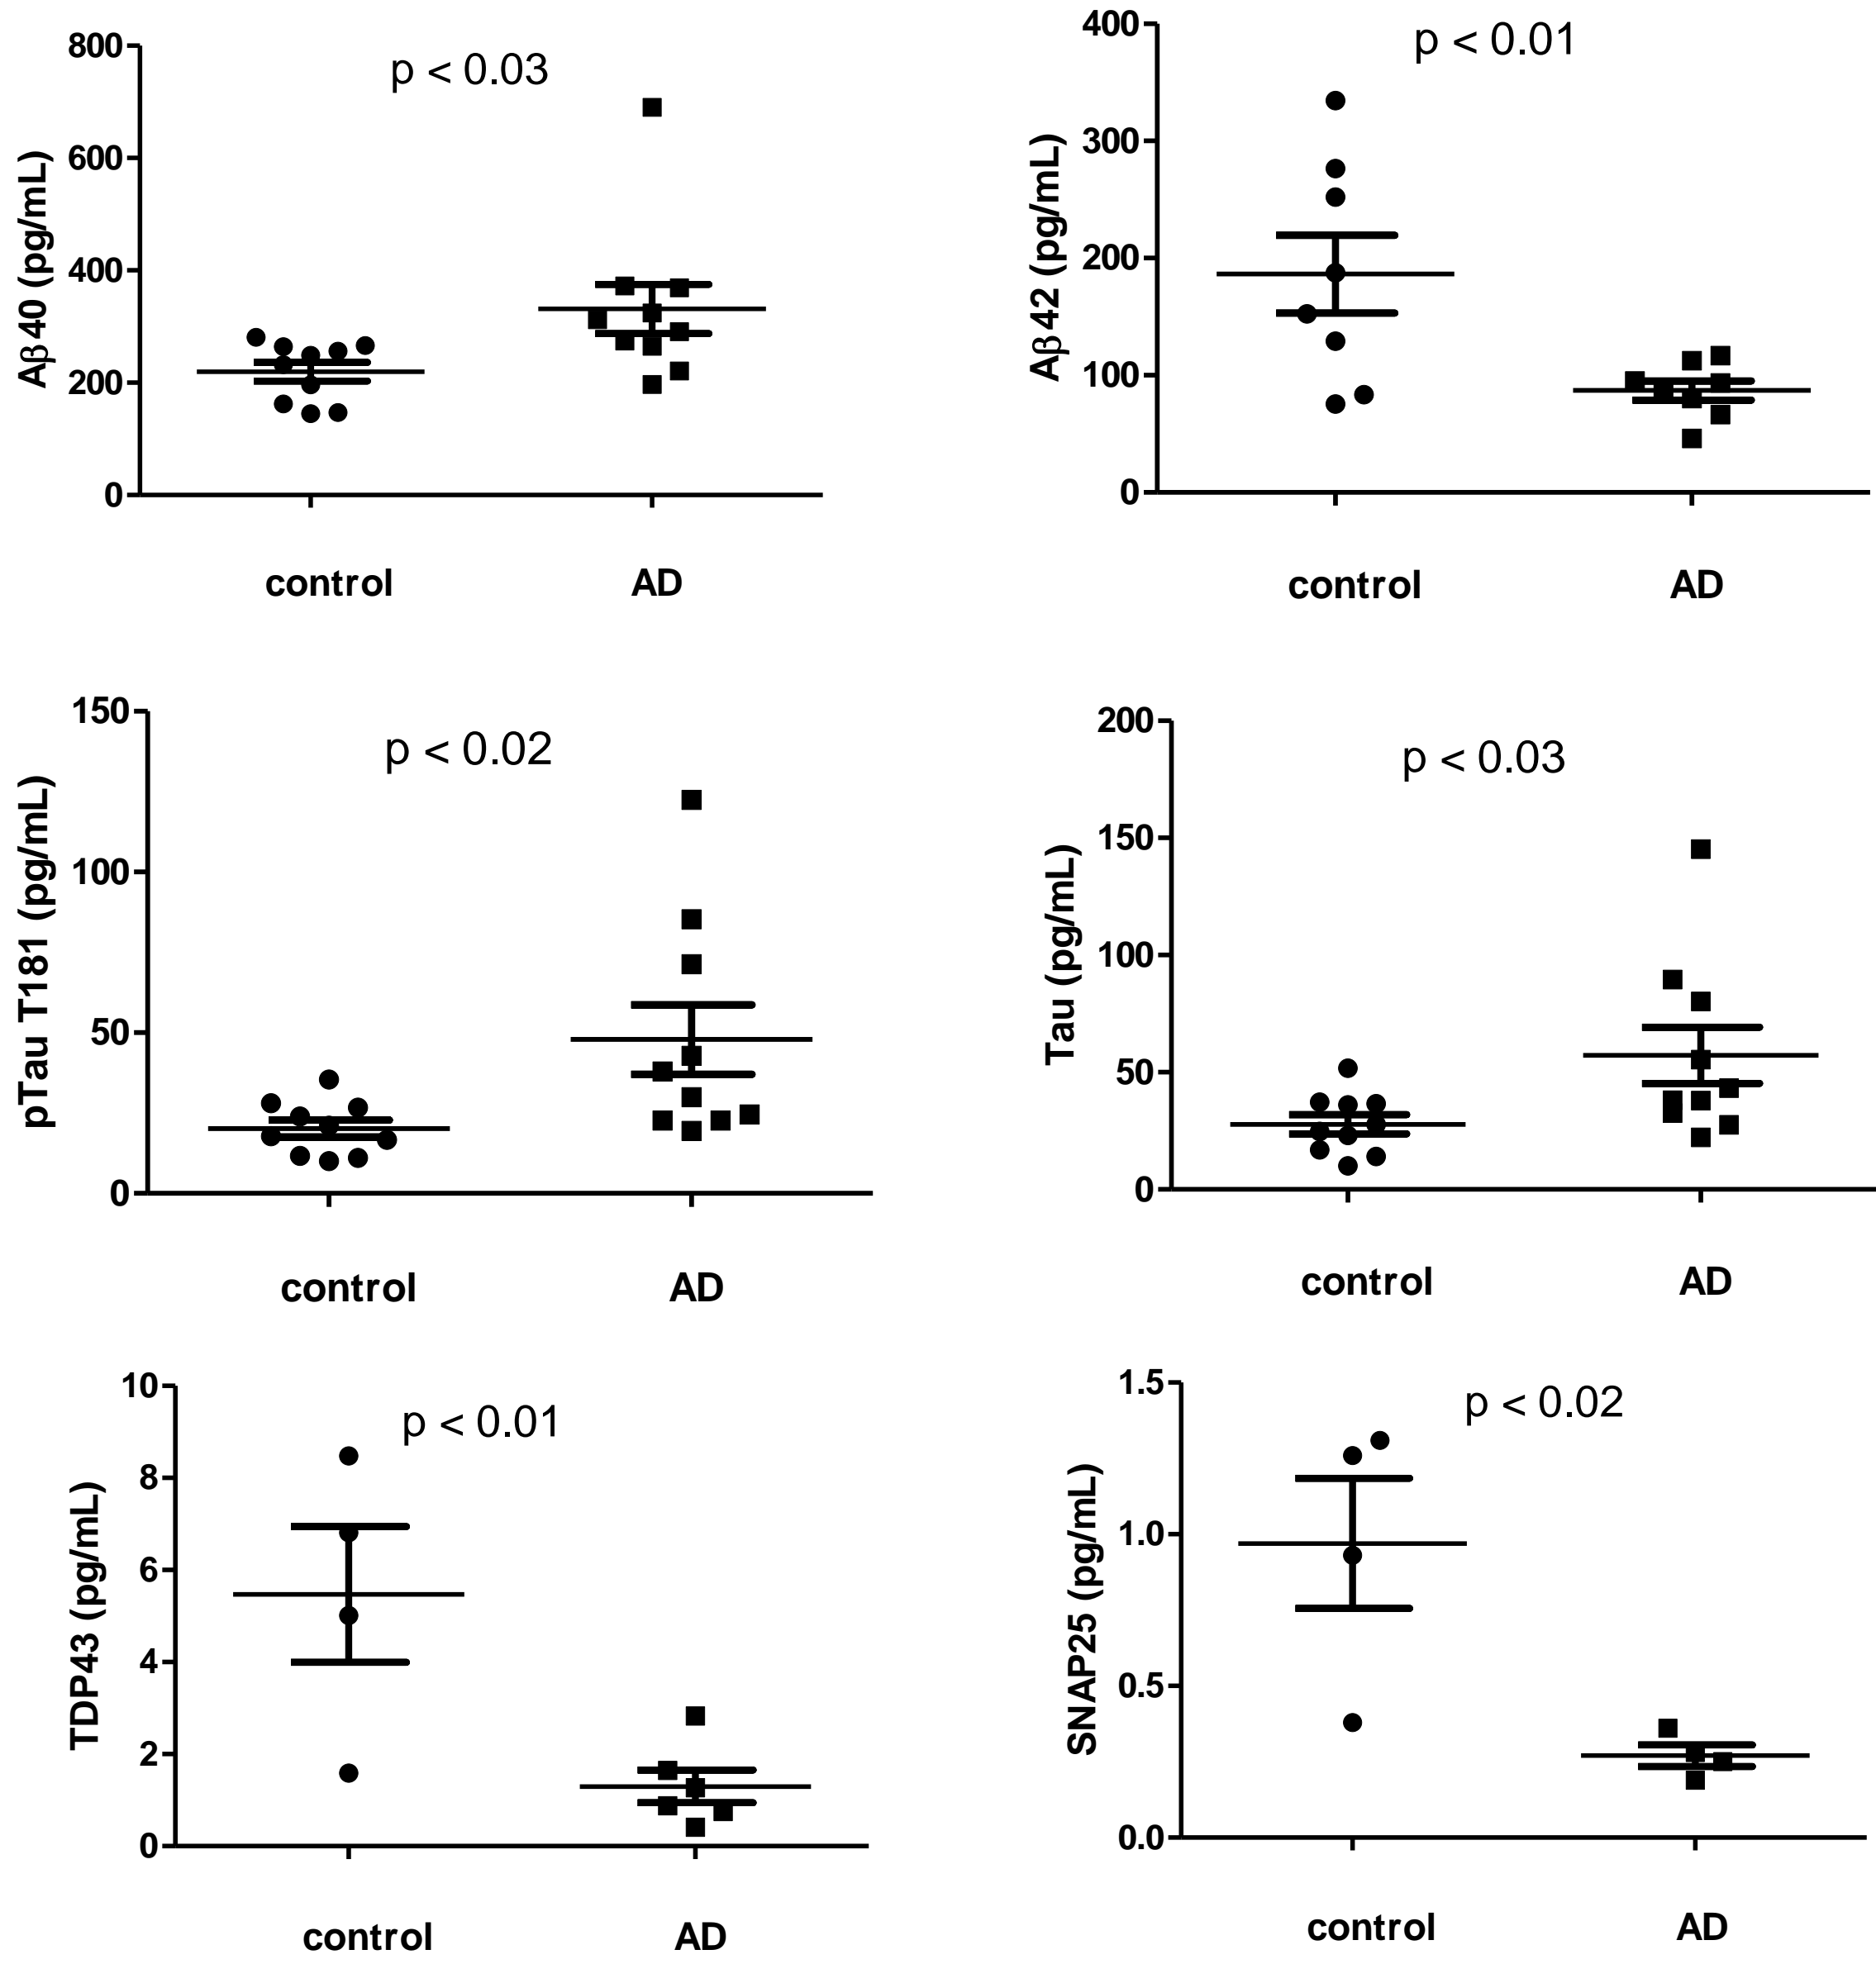 p < 0.03
Aβ40 (pg/mL)
800
600
400
200
0
control AD
p < 0.01
Aβ42 (pg/mL)
400
300
200
100
0
control AD
p < 0.02
pTau T181 (pg/mL)
150
100
50
0
control AD
p < 0.03
Tau (pg/mL)
200
150
100
50
0
control AD
p < 0.01
TDP43 (pg/mL)
10
8
6
4
2
0
control AD
p < 0.02
SNAP25 (pg/mL)
1.5
1.0
0.5
0.0
control AD